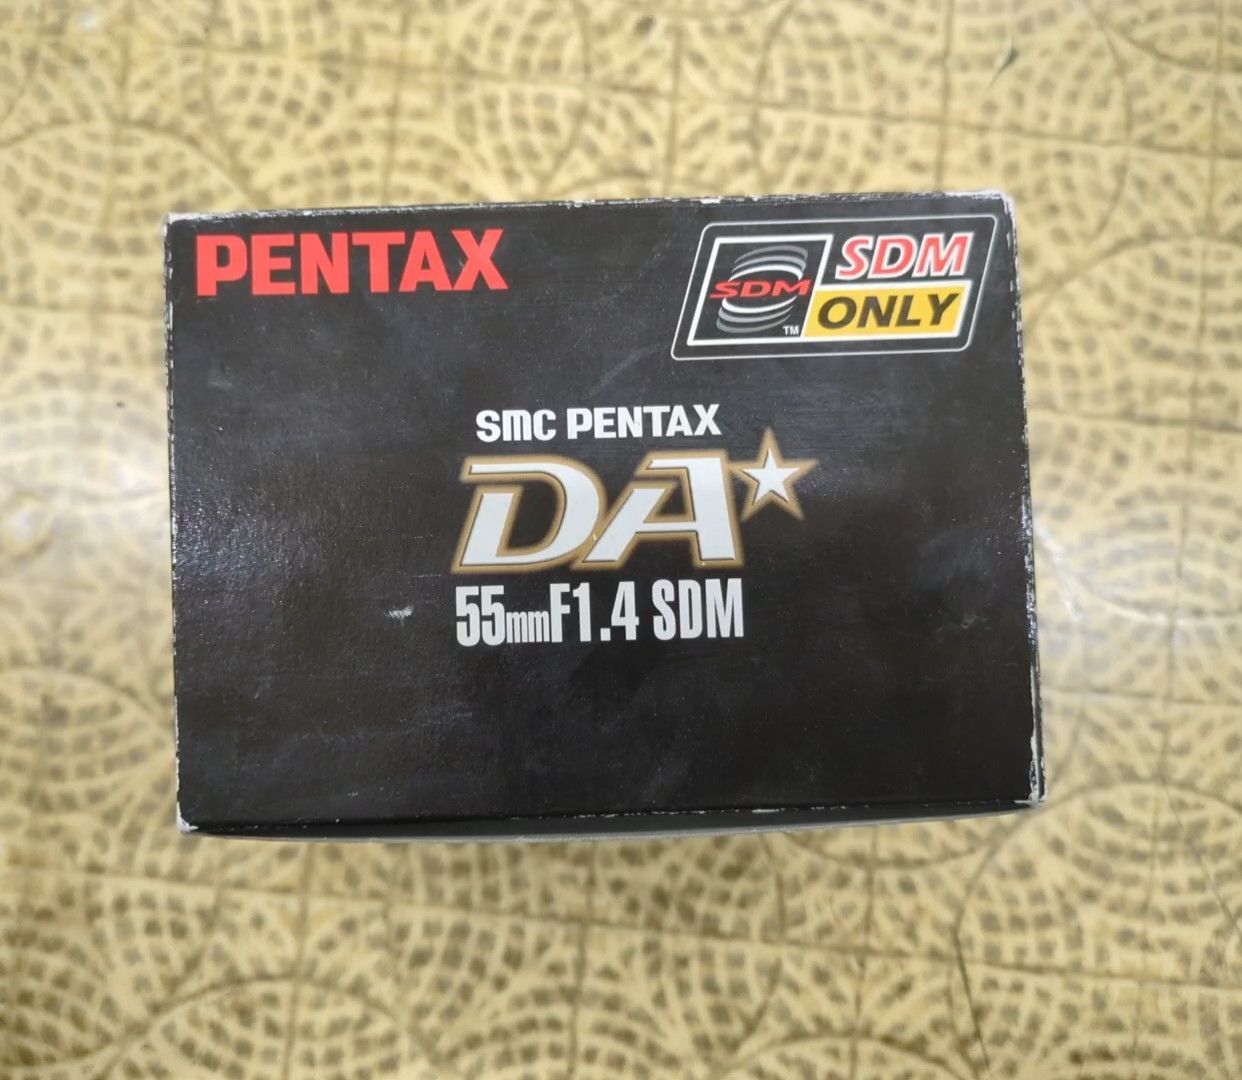 PENTAX
SDM
SDM
ONLY
TM
smc PENTAX
DA★
55mmF1.4 SDM